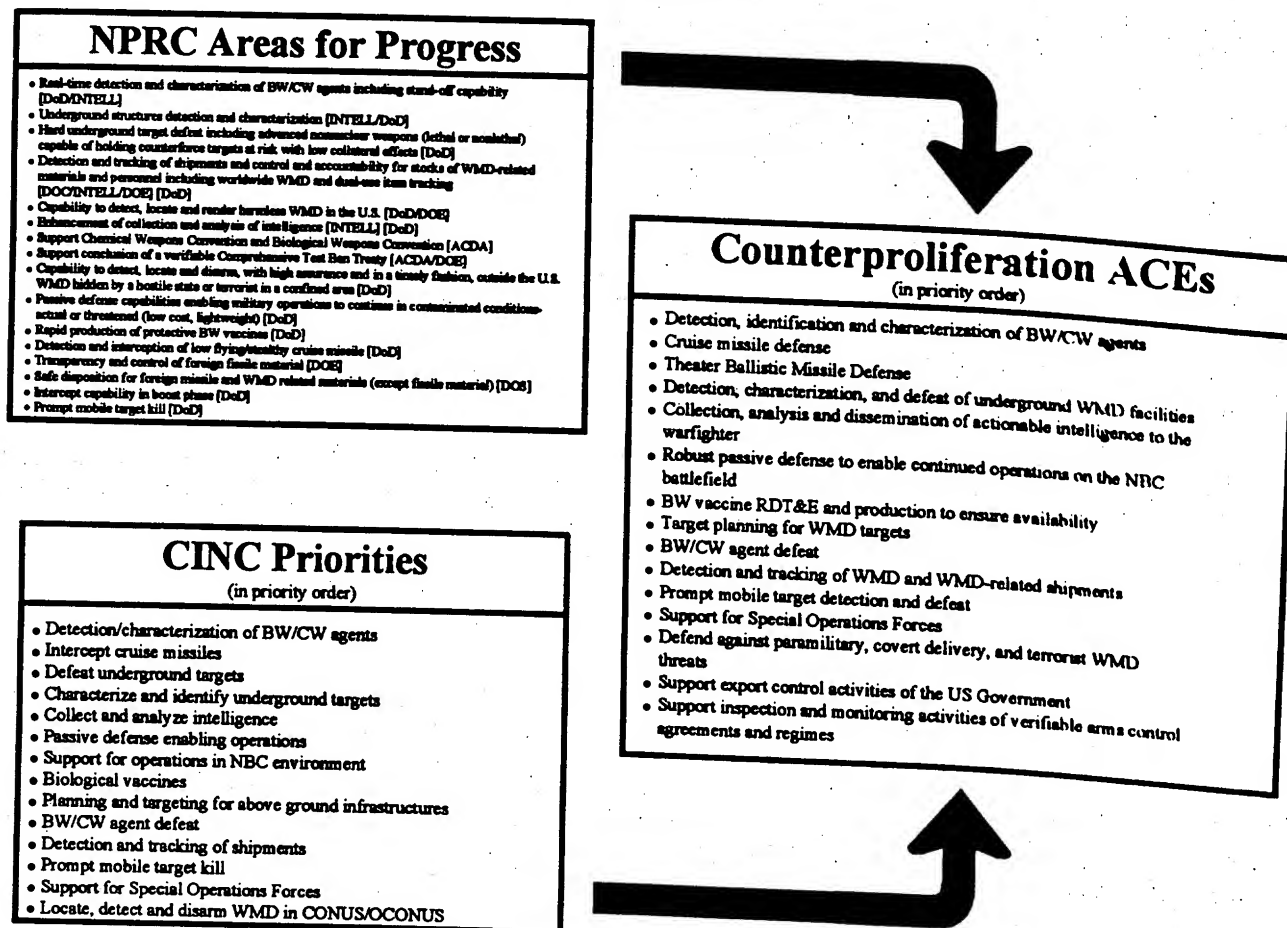 NPRC Areas for Progress
• Real-time detection and characterization of BW/CW agents including stand-off capability
[DoD/INTELL]
• Underground structures detection and characterization [INTELL/DoD]
• Hard underground target defeat including advanced nonnuclear weapons (lethal or nonlethal)
capable of holding counterforce targets at risk with low collateral effects [DoD]
• Detection and tracking of shipments and control and accountability for stocks of WMD-related
materials and personnel including worldwide WMD and dual-use item tracking
[DOC/INTELL/DOE] [DoD]
• Capability to detect, locate and render harmless WMD in the U.S. [DoD/DOE]
• Enhancement of collection and analysis of intelligence [INTELL] [DoD]
• Support Chemical Weapons Convention and Biological Weapons Convention [ACDA]
• Support conclusion of a verifiable Comprehensive Test Ban Treaty [ACDA/DOE]
• Capability to detect, locate and disarm, with high assurance and in a timely fashion, outside the U.S.
WMD hidden by a hostile state or terrorist in a confined area [DoD]
• Passive defense capabilities enabling military operations to continue in contaminated conditions-
actual or threatened (low cost, lightweight) [DoD]
• Rapid production of protective BW vaccines [DoD]
• Detection and interception of low flying/stealthy cruise missile [DoD]
• Transparency and control of foreign fissile material [DOE]
• Safe disposition for foreign missile and WMD related materials (except fissile material) [DOS]
• Intercept capability in boost phase [DoD]
• Prompt mobile target kill [DoD]
CINC Priorities
(in priority order)
• Detection/characterization of BW/CW agents
• Intercept cruise missiles
• Defeat underground targets
• Characterize and identify underground targets
• Collect and analyze intelligence
• Passive defense enabling operations
• Support for operations in NBC environment
• Biological vaccines
• Planning and targeting for above ground infrastructures
• BW/CW agent defeat
• Detection and tracking of shipments
• Prompt mobile target kill
• Support for Special Operations Forces
• Locate, detect and disarm WMD in CONUS/OCONUS
Counterproliferation ACEs
(in priority order)
• Detection, identification and characterization of BW/CW agents
• Cruise missile defense
• Theater Ballistic Missile Defense
• Detection, characterization, and defeat of underground WMD facilities
• Collection, analysis and dissemination of actionable intelligence to the
warfighter
• Robust passive defense to enable continued operations on the NBC
battlefield
• BW vaccine RDT&E and production to ensure availability
• Target planning for WMD targets
• BW/CW agent defeat
• Detection and tracking of WMD and WMD-related shipments
• Prompt mobile target detection and defeat
• Support for Special Operations Forces
• Defend against paramilitary, covert delivery, and terrorist WMD
threats
• Support export control activities of the US Government
• Support inspection and monitoring activities of verifiable arms control
agreements and regimes